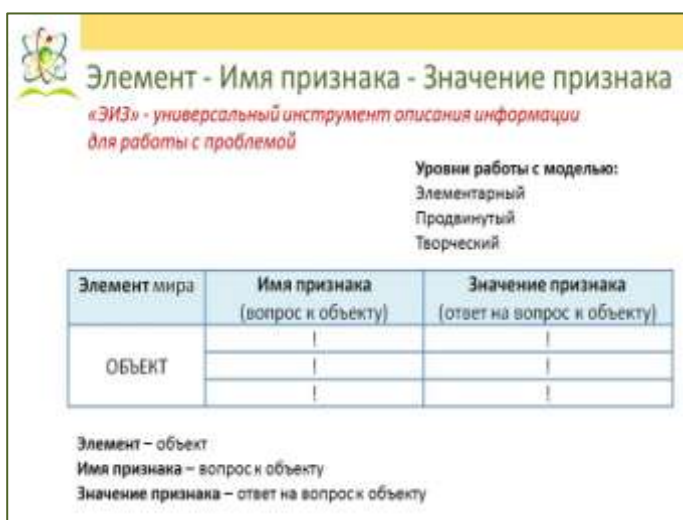 Элемент - Имя признака - Значение признака
«ЭИЗ» - универсальный инструмент описания информации
для работы с проблемой
Уровни работы с моделью:
Элементарный
Продвинутый
Творческий
Элемент мира Имя признака Значение признака
(вопрос к объекту) (ответ на вопрос к объекту)
! !
ОБЪЕКТ ! !
! !
Элемент – объект
Имя признака – вопрос к объекту
Значение признака – ответ на вопрос к объекту